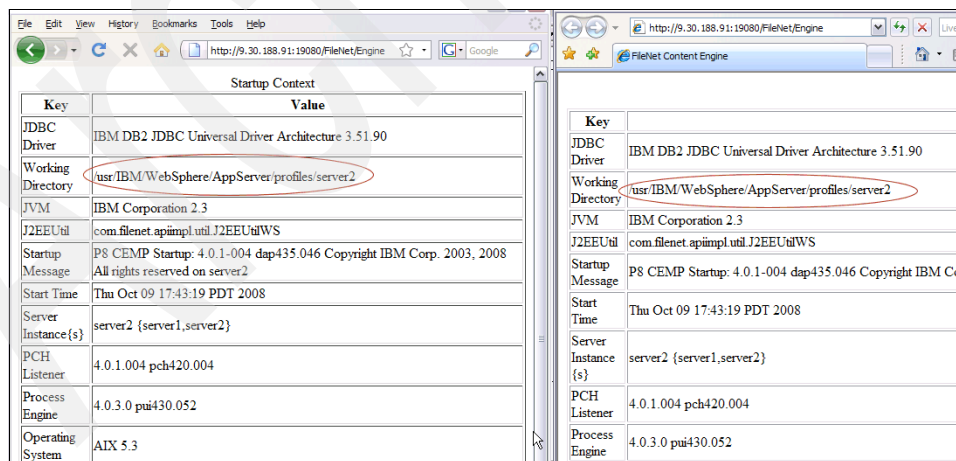 File Edit View History Bookmarks Tools Help
http://9.30.188.91:19080/FileNet/Engine
G Google
Startup Context
Key Value
JDBC Driver IBM DB2 JDBC Universal Driver Architecture 3.51.90
Working Directory /usr/IBM/WebSphere/AppServer/profiles/server2
JVM IBM Corporation 2.3
J2EEUtil com.filenet.apiimpl.util.J2EEUtilWS
Startup Message P8 CEMP Startup: 4.0.1-004 dap435.046 Copyright IBM Corp. 2003, 2008
All rights reserved on server2
Start Time Thu Oct 09 17:43:19 PDT 2008
Server Instance{s} server2 {server1,server2}
PCH Listener 4.0.1.004 pch420.004
Process Engine 4.0.3.0 pui430.052
Operating System AIX 5.3
http://9.30.188.91:19080/FileNet/Engine
Live
FileNet Content Engine
Key
JDBC Driver IBM DB2 JDBC Universal Driver Architecture 3.51.90
Working Directory /usr/IBM/WebSphere/AppServer/profiles/server2
JVM IBM Corporation 2.3
J2EEUtil com.filenet.apiimpl.util.J2EEUtilWS
Startup Message P8 CEMP Startup: 4.0.1-004 dap435.046 Copyright IBM Co
Start Time Thu Oct 09 17:43:19 PDT 2008
Server Instance {s} server2 {server1,server2}
PCH Listener 4.0.1.004 pch420.004
Process Engine 4.0.3.0 pui430.052